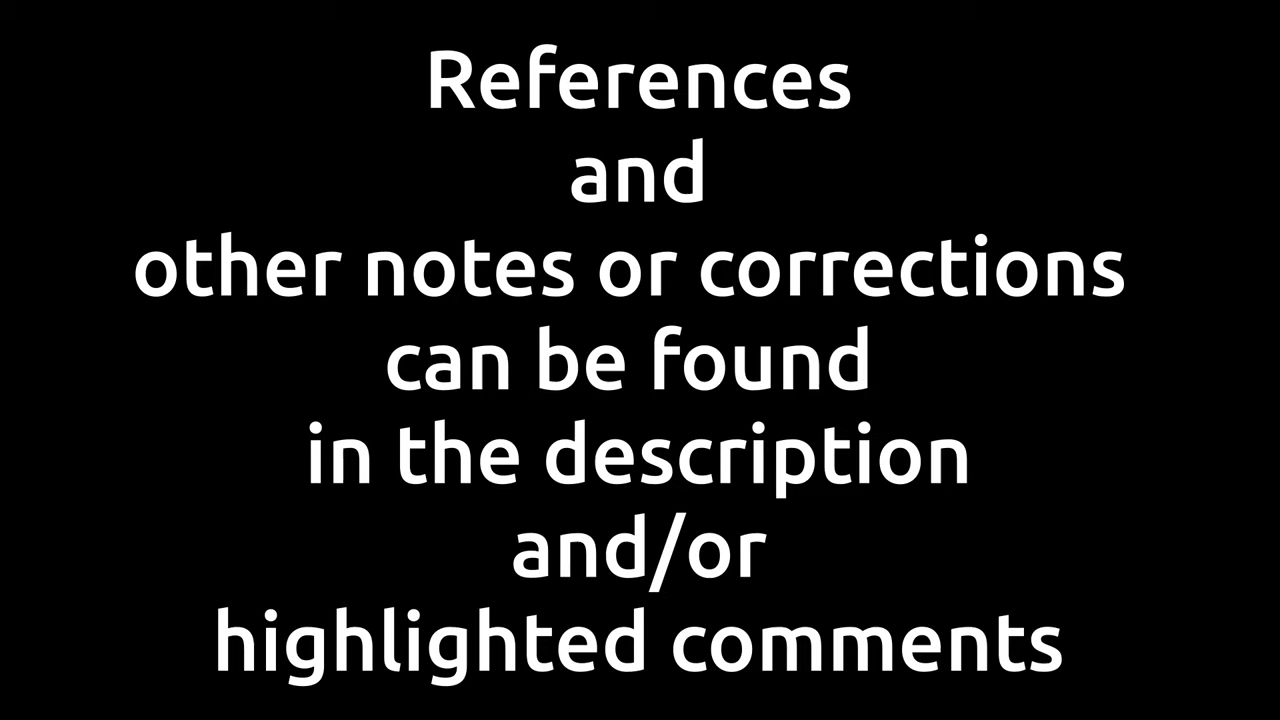 References
and
other notes or corrections
can be found
in the description
and/or
highlighted comments